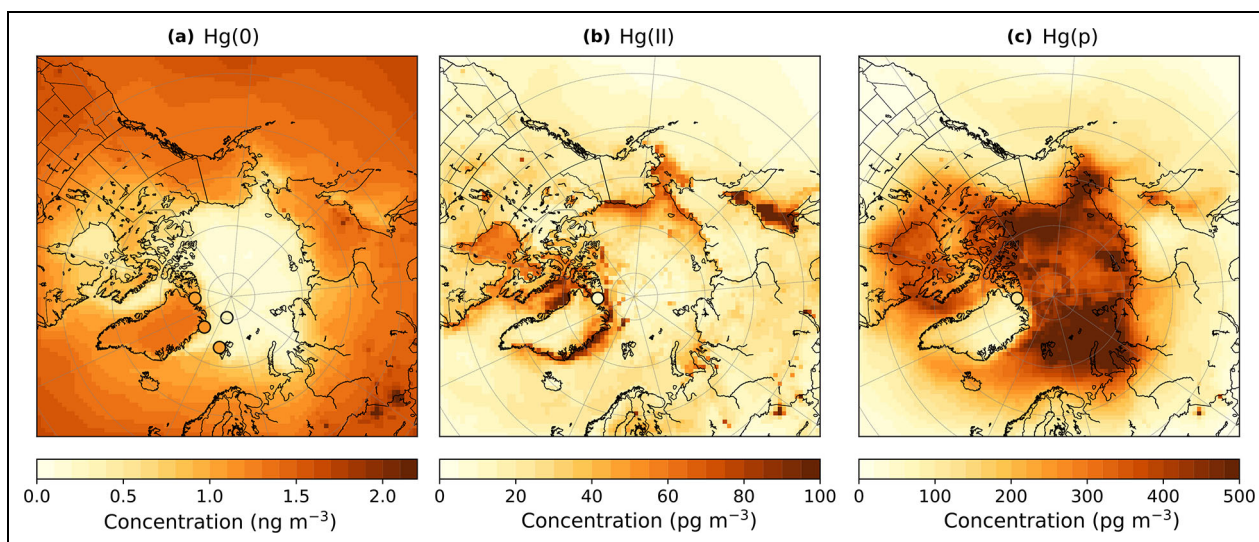 (a) Hg(0)
(b) Hg(II)
(c) Hg(p)
0.0 0.5 1.0 1.5 2.0
0 20 40 60 80 100
0 100 200 300 400 500
Concentration (ng m⁻³)
Concentration (pg m⁻³)
Concentration (pg m⁻³)